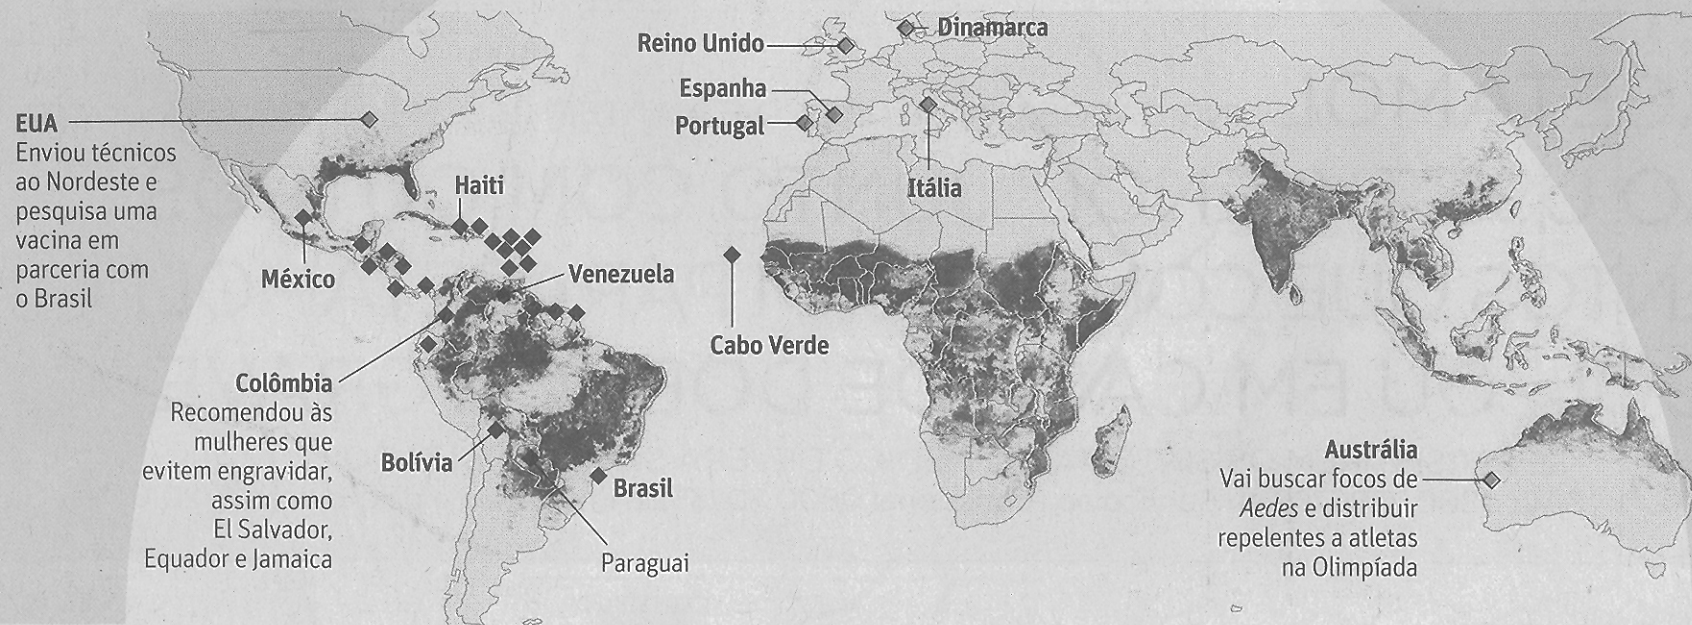 Dinamarca
Reino Unido
Espanha
Portugal
Itália
EUA
Enviou técnicos
ao Nordeste e
pesquisa uma
vacina em
parceria com
o Brasil
Haiti
México
Venezuela
Cabo Verde
Colômbia
Recomendou às
mulheres que
evitem engravidar,
assim como
El Salvador,
Equador e Jamaica
Bolívia
Brasil
Paraguai
Austrália
Vai buscar focos de
Aedes e distribuir
repelentes a atletas
na Olimpíada